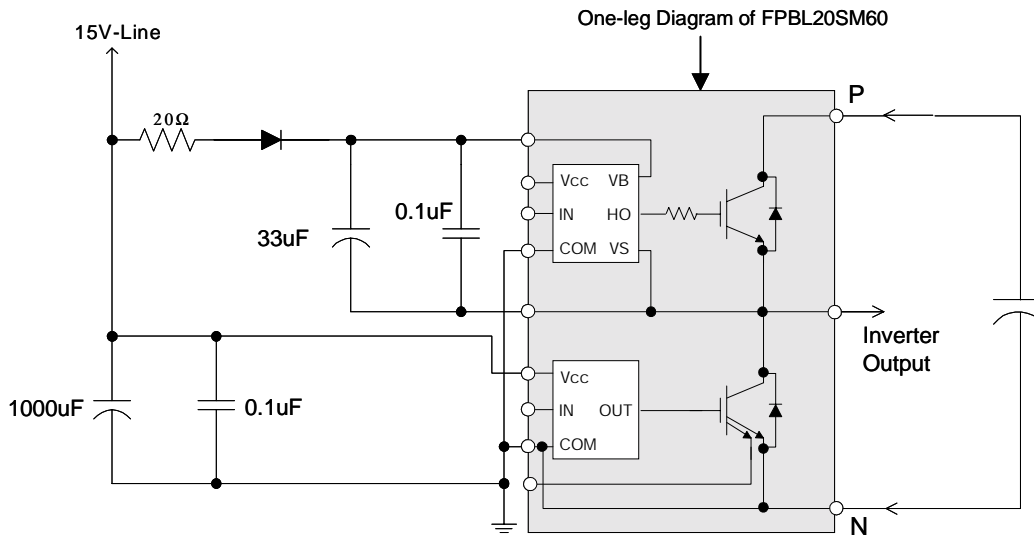 One-leg Diagram of FPBL20SM60
15V-Line
P
20Ω
Vcc VB
IN HO
COM VS
0.1uF
33uF
Inverter
Output
Vcc
IN OUT
COM
1000uF
0.1uF
N